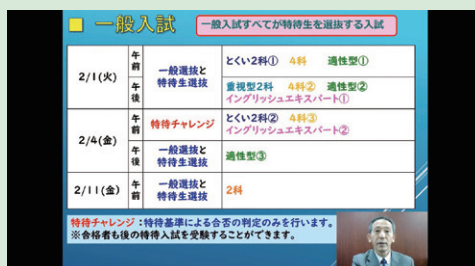 一般入試
一般入試すべてが特待生を選抜する入試
2/1(火)
午前
一般選抜と
特待生選抜
とくい2科① 4科 適性型①
午後
重視型2科 4科② 適性型②
イングリッシュエキスパート①
2/4(金)
午前
特待チャレンジ
とくい2科② 4科③
イングリッシュエキスパート②
午後
一般選抜と
特待生選抜
適性型③
2/11(金)
午前
一般選抜と
特待生選抜
2科
特待チャレンジ:特待基準による合否の判定のみを行います。
※合格者も後の特待入試を受験することができます。